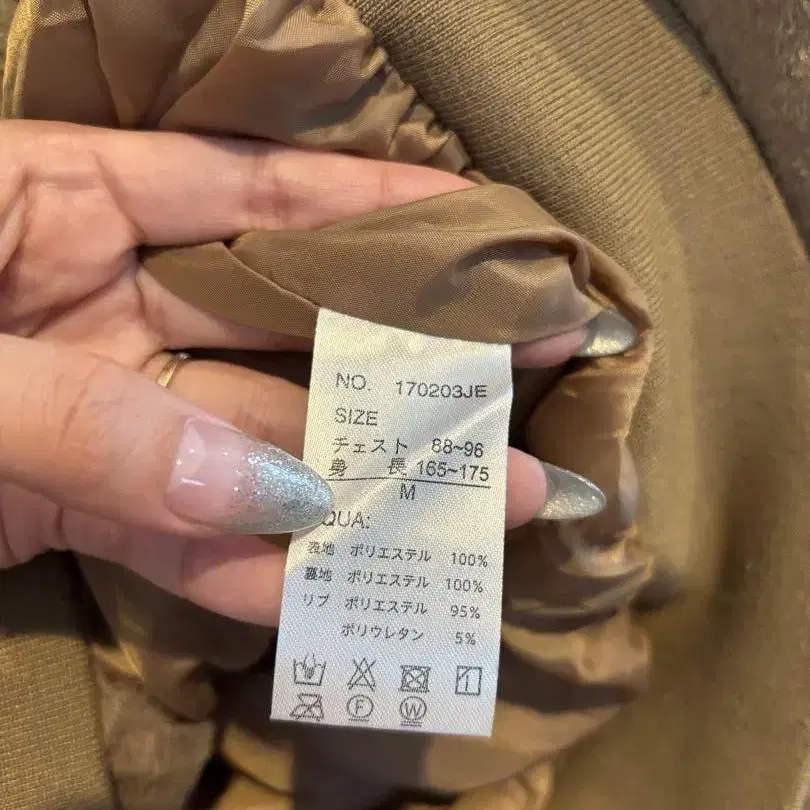 NO. 170203JE
SIZE
チェスト 88~96
身 長 165~175
M
QUA:
表地 ポリエステル 100%
裏地 ポリエステル 100%
リブ ポリエステル 95%
ポリウレタン 5%
F W